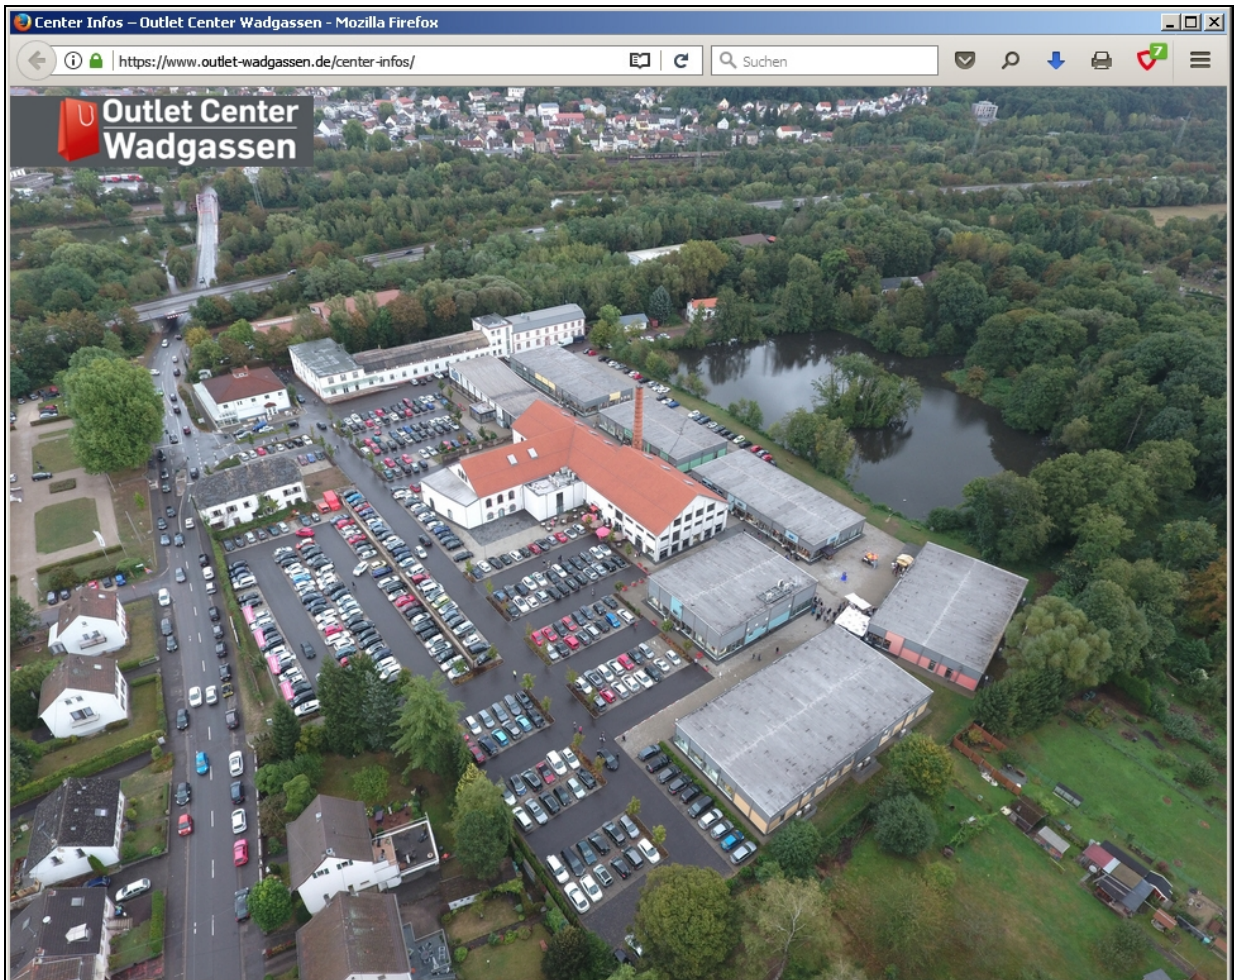 Center Infos – Outlet Center Wadgassen - Mozilla Firefox
https://www.outlet-wadgassen.de/center-infos/
Suchen
7
Outlet Center
Wadgassen